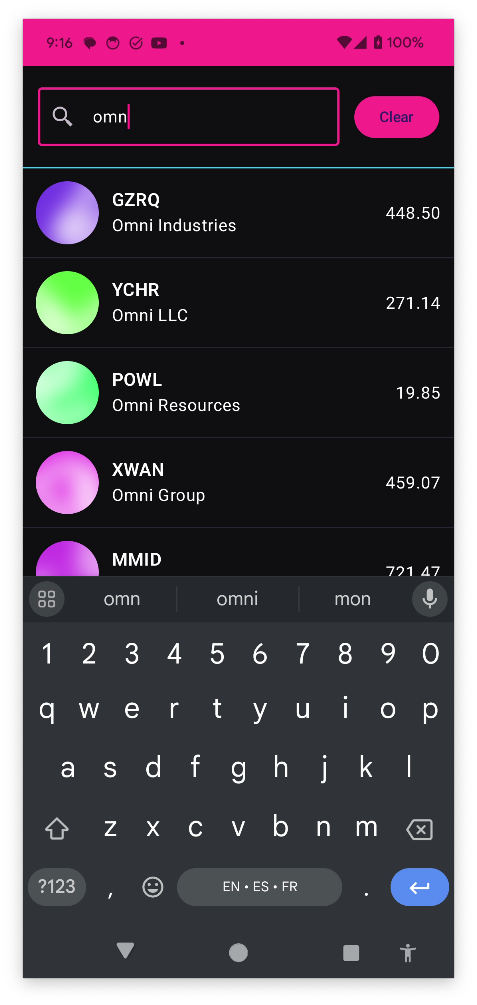 9:16 100%
omn Clear
GZRQ
Omni Industries 448.50
YCHR
Omni LLC 271.14
POWL
Omni Resources 19.85
XWAN
Omni Group 459.07
MMID
721.47
omn omni mon
1 2 3 4 5 6 7 8 9 0
q w e r t y u i o p
a s d f g h j k l
z x c v b n m
?123 , EN • ES • FR .